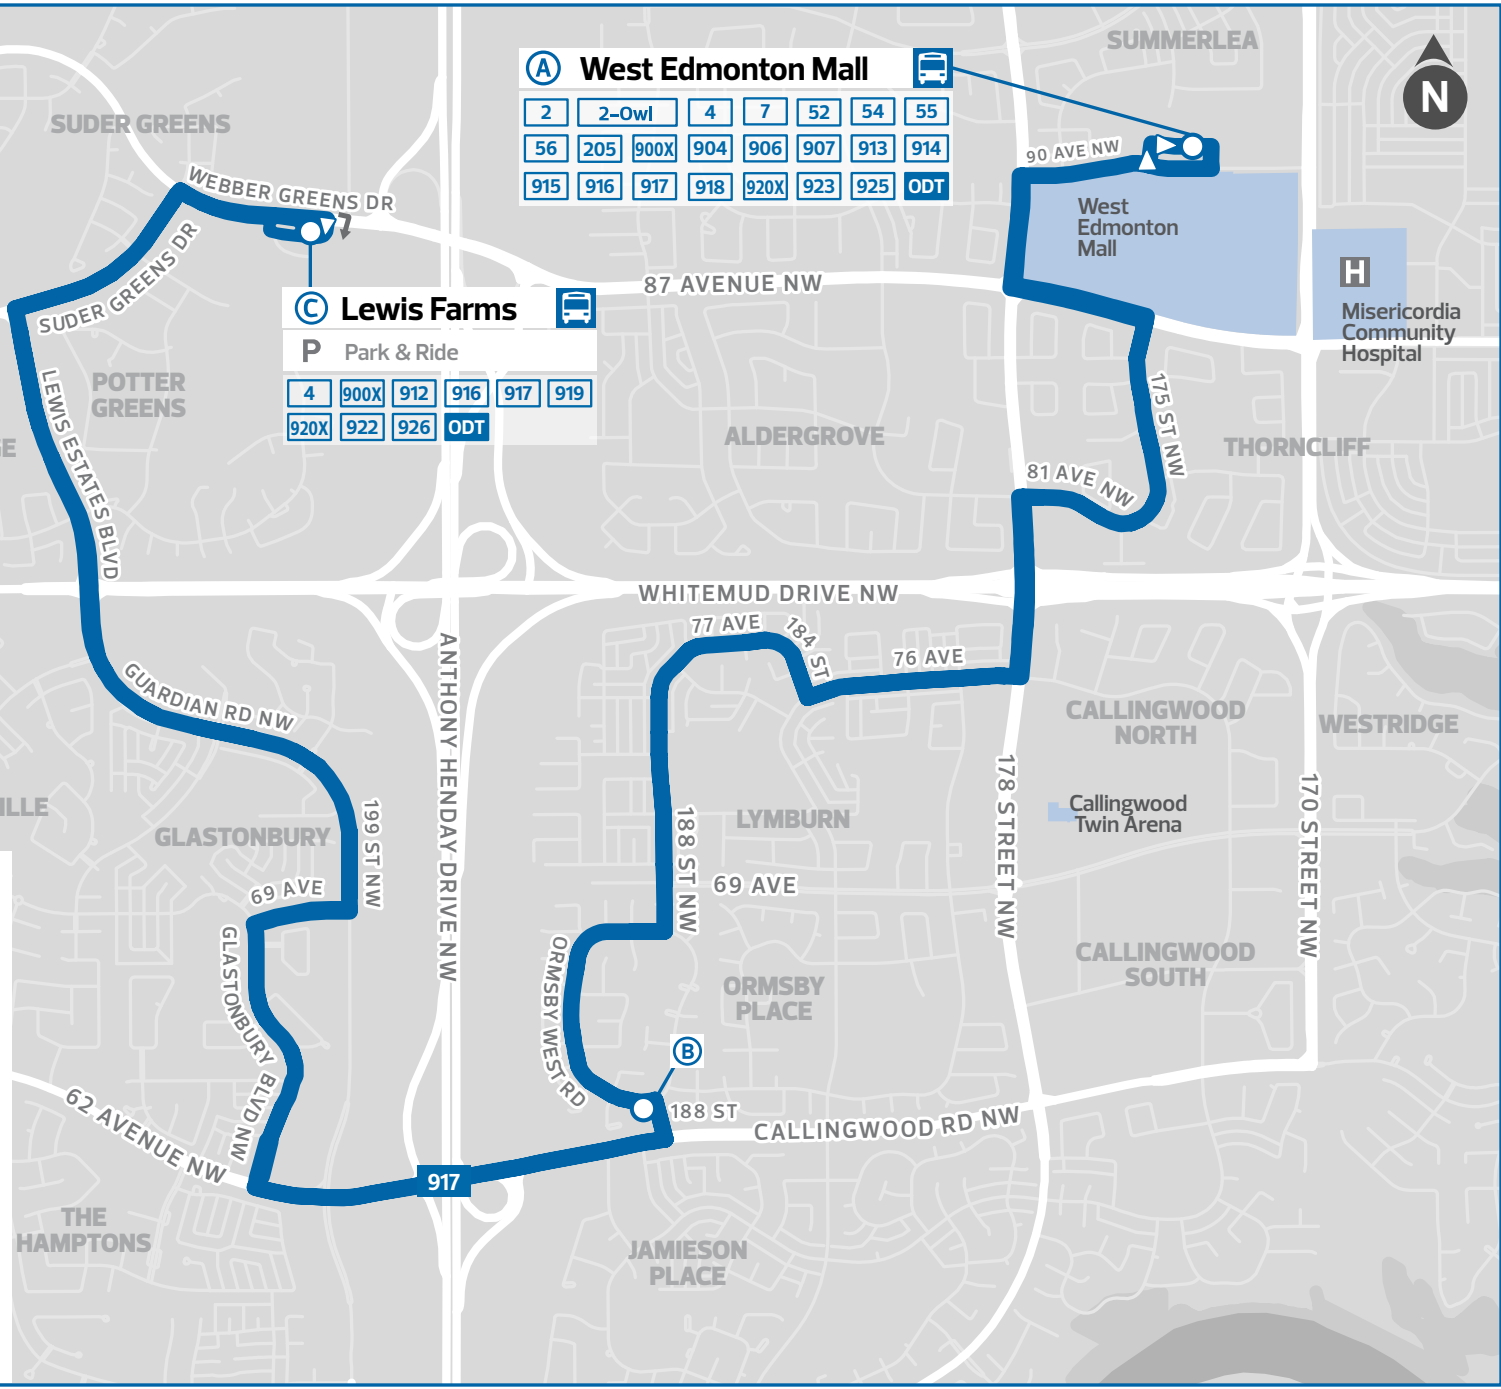 SUMMERLEA
N
A West Edmonton Mall
2 2-Owl 4 7 52 54 55
56 205 900X 904 906 907 913 914
915 916 917 918 920X 923 925 ODT
SUDER GREENS
90 AVE NW
WEBBER GREENS DR
West
Edmonton
Mall
H
Misericordia
Community
Hospital
SUDER GREENS DR
87 AVENUE NW
C Lewis Farms
P Park & Ride
4 900X 912 916 917 919
920X 922 926 ODT
POTTER
GREENS
LEWIS ESTATES BLVD
175 ST NW
ALDERGROVE
THORNCLIFF
81 AVE NW
WHITEMUD DRIVE NW
77 AVE
184 ST
76 AVE
ANTHONY HENDAY DRIVE NW
GUARDIAN RD NW
CALLINGWOOD
NORTH
WESTRIDGE
178 STREET NW
170 STREET NW
Callingwood
Twin Arena
ILLE
GLASTONBURY
199 ST NW
188 ST NW
LYMBURN
69 AVE
69 AVE
GLASTONBURY BLVD NW
ORMSBY WEST RD
ORMSBY
PLACE
CALLINGWOOD
SOUTH
B
188 ST
62 AVENUE NW
CALLINGWOOD RD NW
917
THE
HAMPTONS
JAMIESON
PLACE